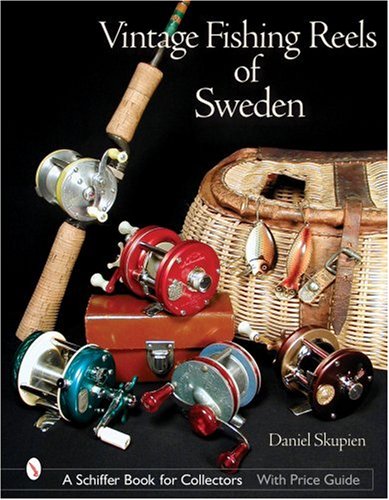 Vintage Fishing Reels
of
Sweden
Daniel Skupien
A Schiffer Book for Collectors With Price Guide